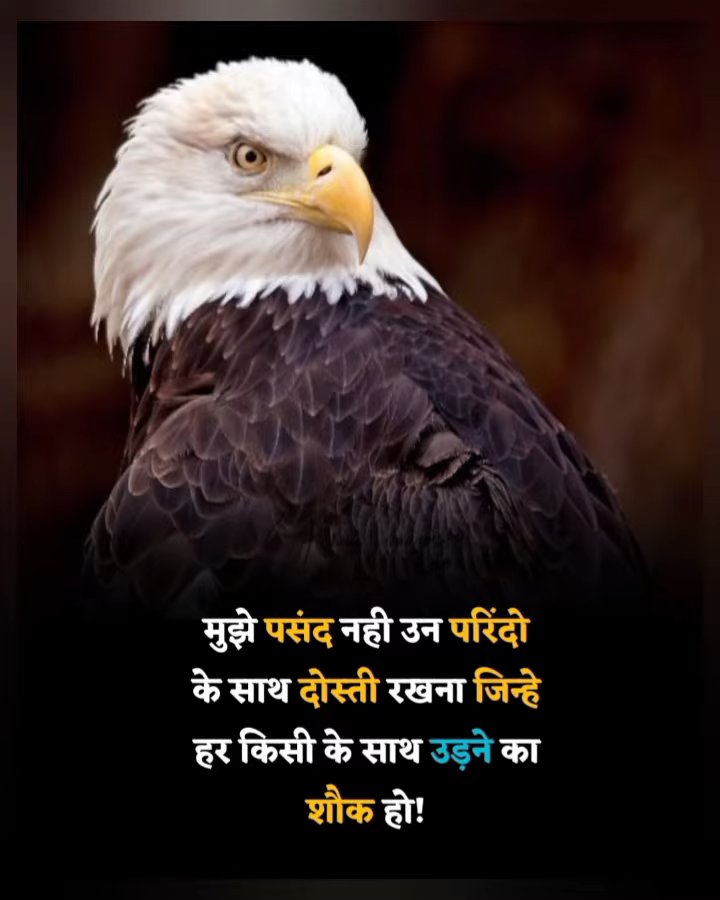 मुझे पसंद नही उन परिंदो
के साथ दोस्ती रखना जिन्हे
हर किसी के साथ उड़ने का
शौक हो!